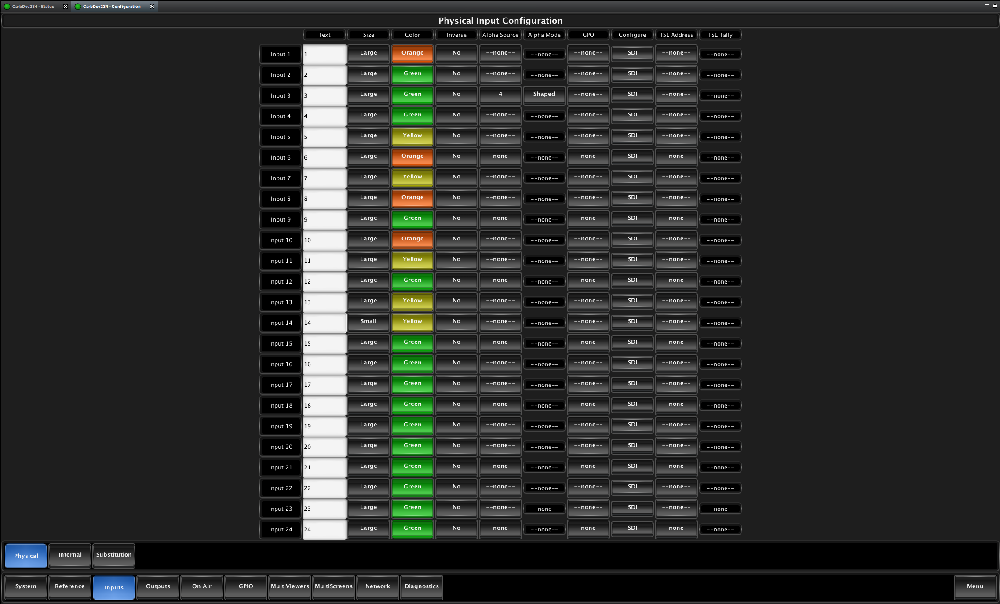 CarbDev234 - Status CarbDev234 - Configuration
Physical Input Configuration
Text Size Color Inverse Alpha Source Alpha Mode GPO Configure TSL Address TSL Tally
Input 1 1 Large Orange No --none-- --none-- --none-- SDI --none-- --none--
Input 2 2 Large Green No --none-- --none-- --none-- SDI --none-- --none--
Input 3 3 Large Green No 4 Shaped --none-- SDI --none-- --none--
Input 4 4 Large Green No --none-- --none-- --none-- SDI --none-- --none--
Input 5 5 Large Yellow No --none-- --none-- --none-- SDI --none-- --none--
Input 6 6 Large Orange No --none-- --none-- --none-- SDI --none-- --none--
Input 7 7 Large Yellow No --none-- --none-- --none-- SDI --none-- --none--
Input 8 8 Large Orange No --none-- --none-- --none-- SDI --none-- --none--
Input 9 9 Large Green No --none-- --none-- --none-- SDI --none-- --none--
Input 10 10 Large Orange No --none-- --none-- --none-- SDI --none-- --none--
Input 11 11 Large Yellow No --none-- --none-- --none-- SDI --none-- --none--
Input 12 12 Large Green No --none-- --none-- --none-- SDI --none-- --none--
Input 13 13 Large Yellow No --none-- --none-- --none-- SDI --none-- --none--
Input 14 14 Small Yellow No --none-- --none-- --none-- SDI --none-- --none--
Input 15 15 Large Green No --none-- --none-- --none-- SDI --none-- --none--
Input 16 16 Large Green No --none-- --none-- --none-- SDI --none-- --none--
Input 17 17 Large Green No --none-- --none-- --none-- SDI --none-- --none--
Input 18 18 Large Green No --none-- --none-- --none-- SDI --none-- --none--
Input 19 19 Large Green No --none-- --none-- --none-- SDI --none-- --none--
Input 20 20 Large Green No --none-- --none-- --none-- SDI --none-- --none--
Input 21 21 Large Green No --none-- --none-- --none-- SDI --none-- --none--
Input 22 22 Large Green No --none-- --none-- --none-- SDI --none-- --none--
Input 23 23 Large Green No --none-- --none-- --none-- SDI --none-- --none--
Input 24 24 Large Green No --none-- --none-- --none-- SDI --none-- --none--
Physical Internal Substitution
System Reference Inputs Outputs On Air GPIO MultiViewers MultiScreens Network Diagnostics Menu